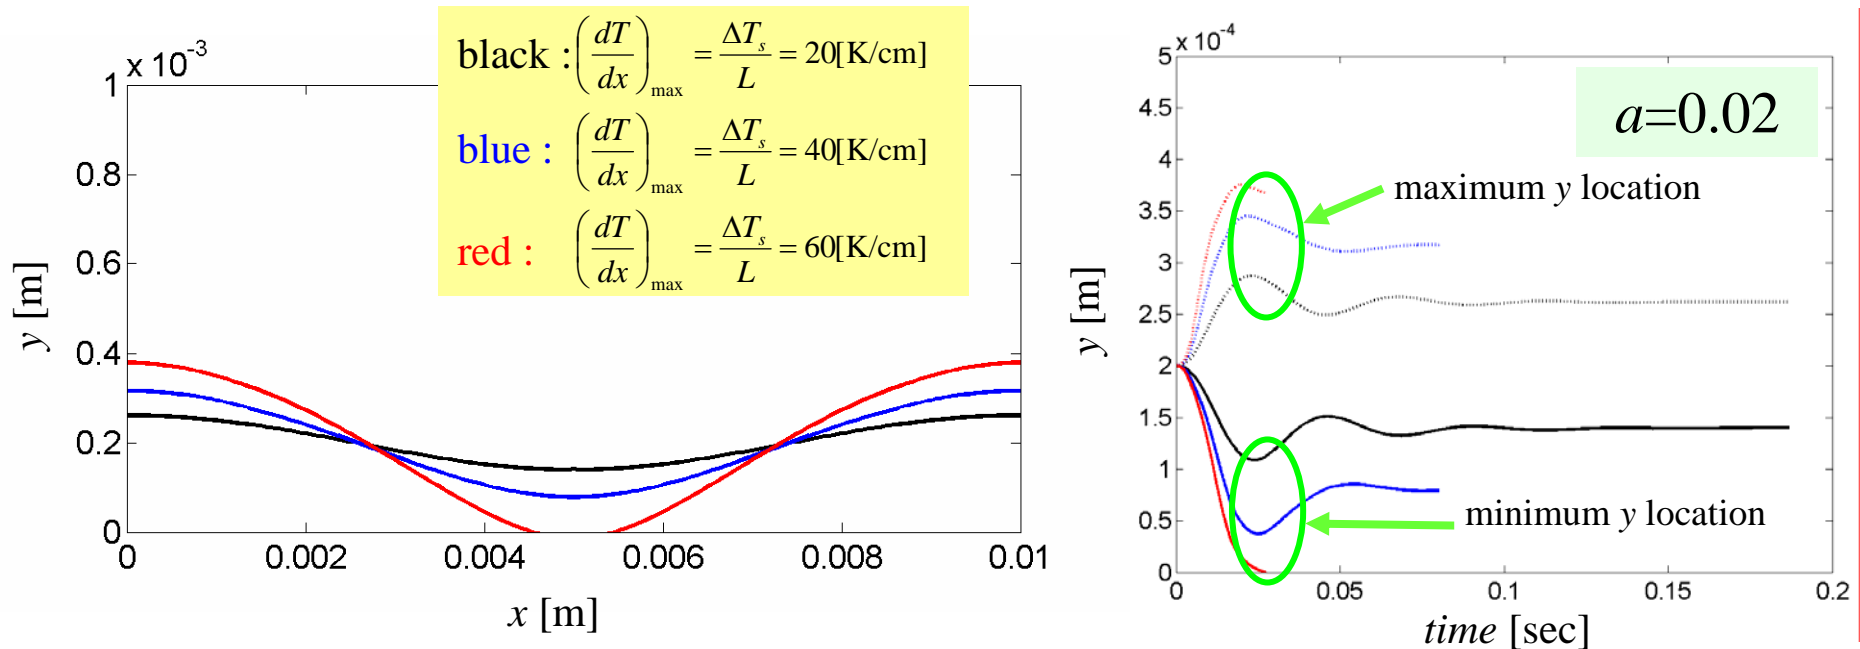 black : (dT/dx)max = ΔTs/L = 20[K/cm]
blue : (dT/dx)max = ΔTs/L = 40[K/cm]
red : (dT/dx)max = ΔTs/L = 60[K/cm]
x 10-3
1
0.8
0.6
0.4
0.2
0
0 0.002 0.004 0.006 0.008 0.01
y [m]
x [m]
x 10-4
5
4.5
4
3.5
3
2.5
2
1.5
1
0.5
0
0 0.05 0.1 0.15 0.2
y [m]
time [sec]
a=0.02
maximum y location
minimum y location